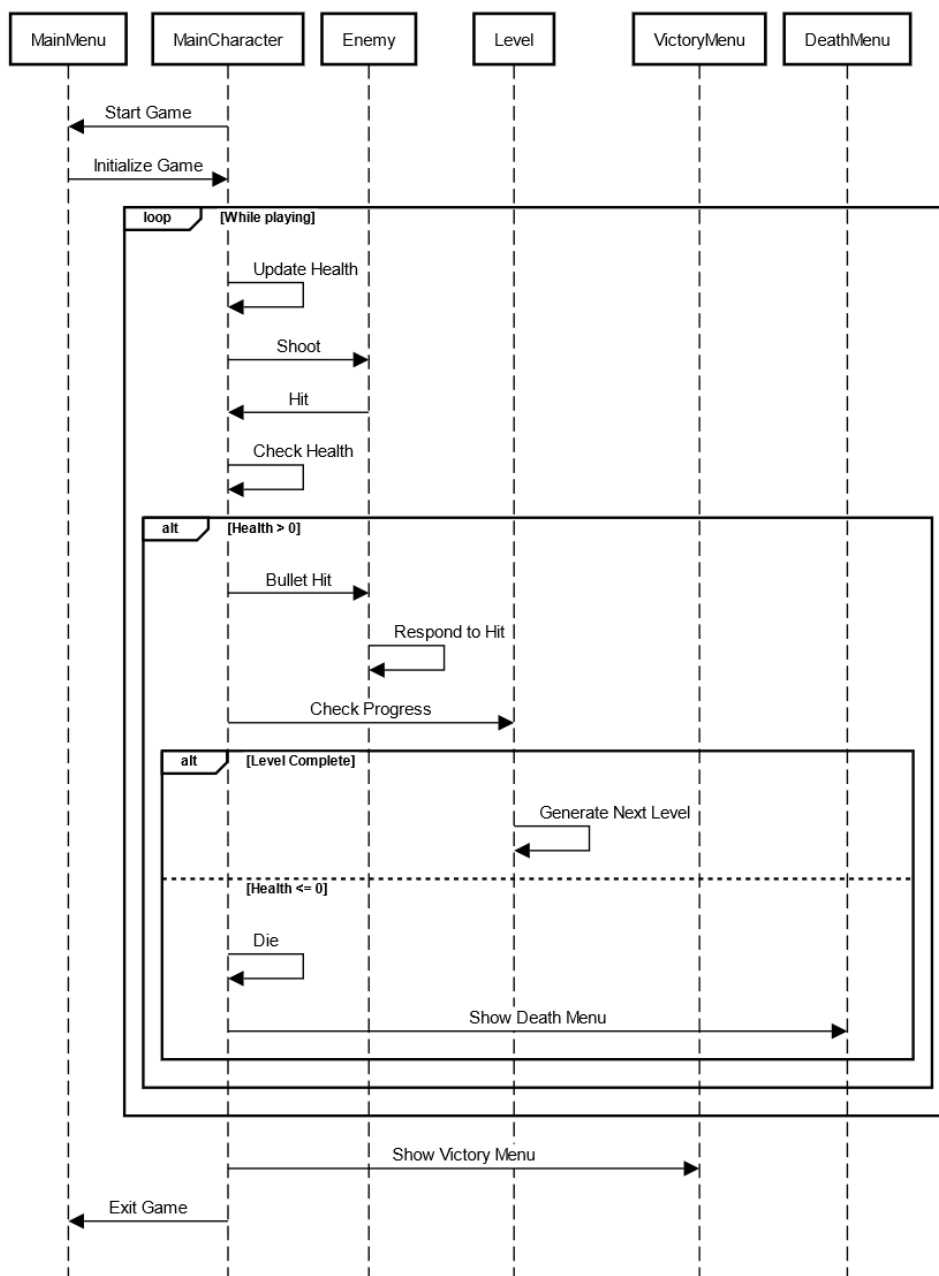 MainMenu
MainCharacter
Enemy
Level
VictoryMenu
DeathMenu
Start Game
Initialize Game
loop
[While playing]
Update Health
Shoot
Hit
Check Health
alt
[Health > 0]
Bullet Hit
Respond to Hit
Check Progress
alt
[Level Complete]
Generate Next Level
[Health <= 0]
Die
Show Death Menu
Show Victory Menu
Exit Game